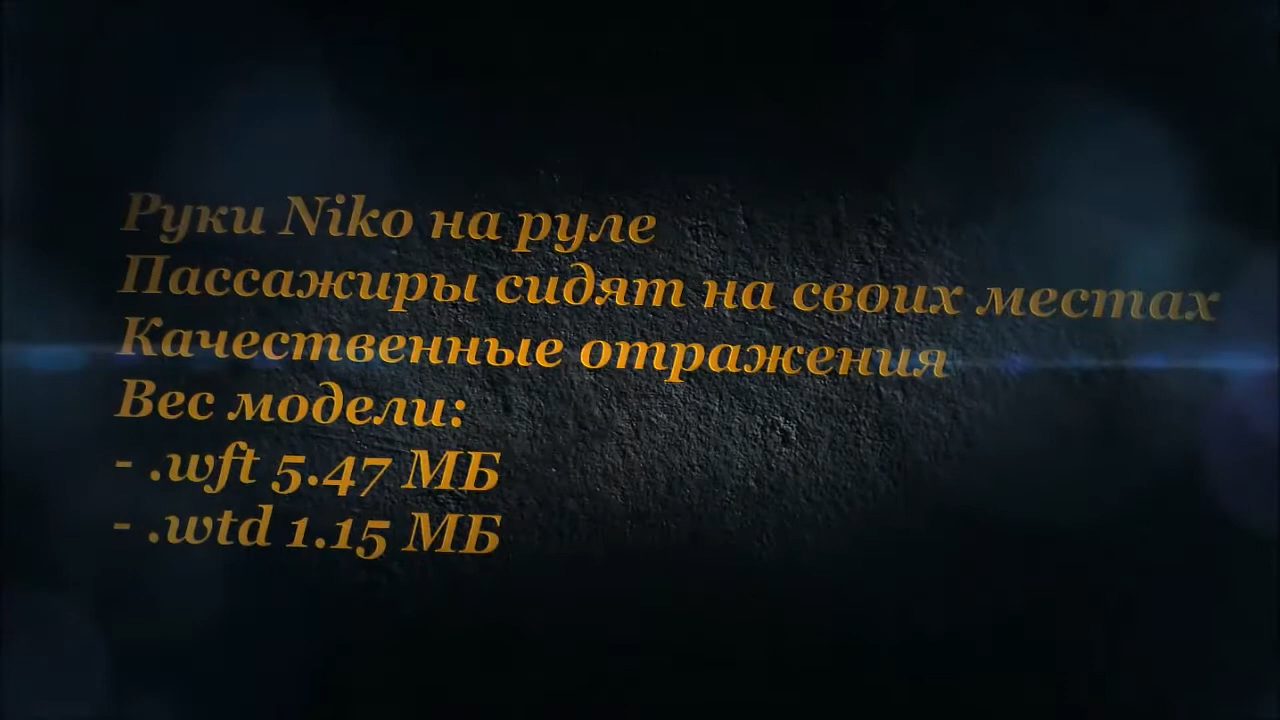 Руки Niko на руле
Пассажиры сидят на своих местах
Качественные отражения
Вес модели:
- .wft 5.47 МБ
- .wtd 1.15 МБ